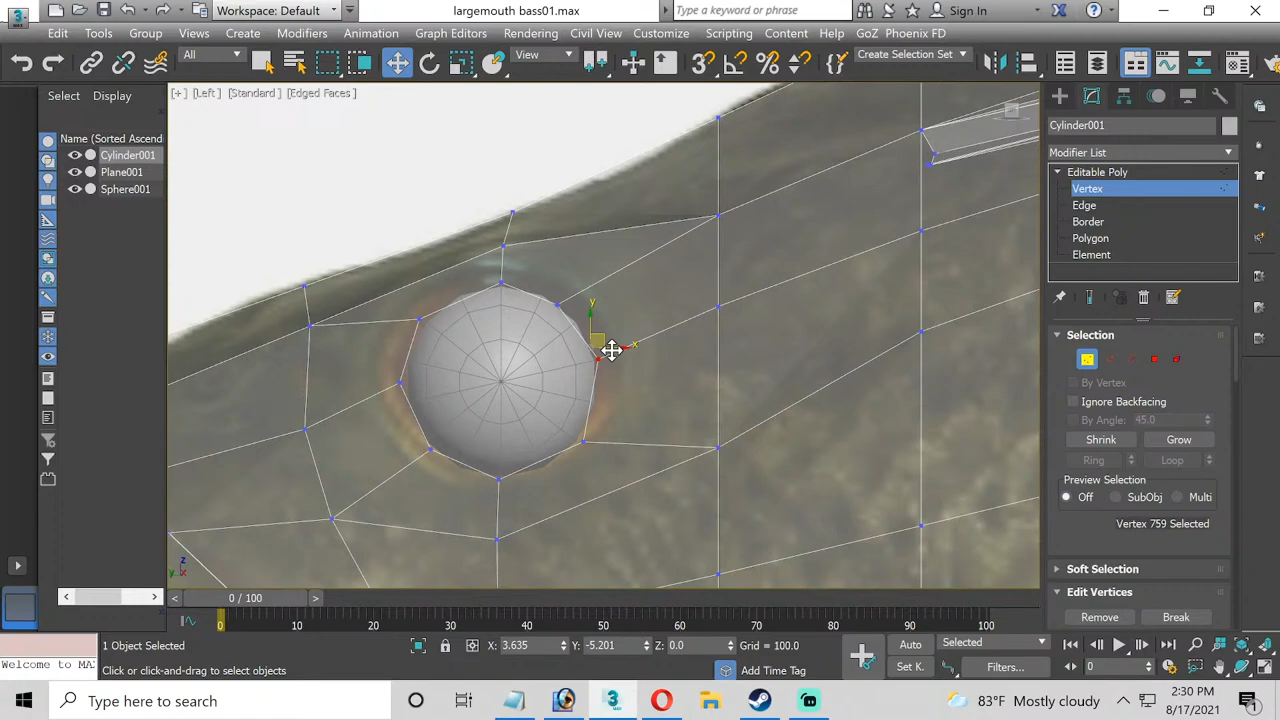 Workspace: Default
largemouth bass01.max
Type a keyword or phrase
Sign In
Edit Tools Group Views Create Modifiers Animation Graph Editors Rendering Civil View Customize Scripting Content Help GoZ Phoenix FD
3ds MAX
All
View
Create Selection Set
Select Display
[+] [Left] [Standard] [Edged Faces]
Name (Sorted Ascend
Cylinder001
Plane001
Sphere001
y
x
z
y x
Cylinder001
Modifier List
Editable Poly
Vertex
Edge
Border
Polygon
Element
Selection
By Vertex
Ignore Backfacing
By Angle: 45.0
Shrink Grow
Ring Loop
Preview Selection
Off SubObj Multi
Vertex 759 Selected
Soft Selection
Edit Vertices
Remove Break
0 / 100
0 10 20 30 40 50 60 70 80 90 100
1 Object Selected
X: 3.635 Y: -5.201 Z: 0.0 Grid = 100.0
Auto Selected
Welcome to MA
Click or click-and-drag to select objects
Add Time Tag
Set K. Filters...
0
Type here to search
83°F Mostly cloudy
2:30 PM
8/17/2021
1